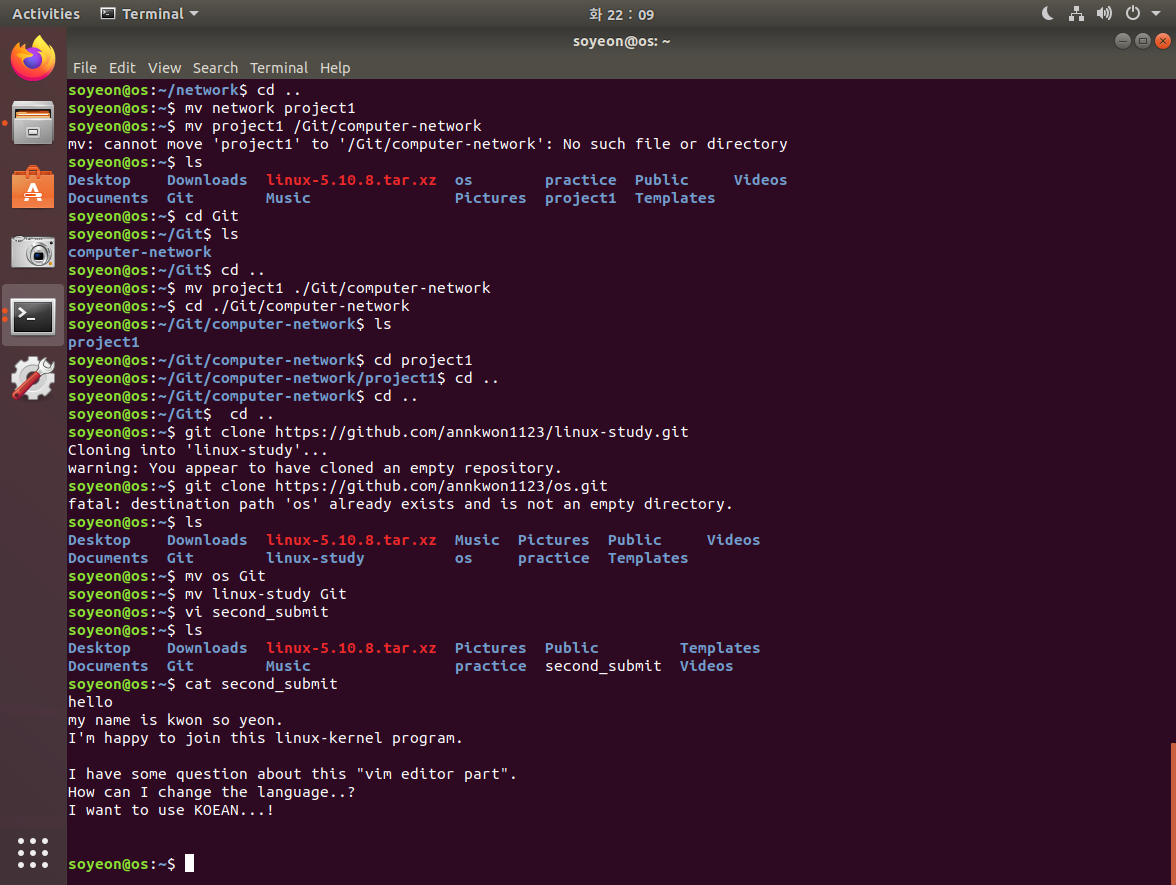 Activities Terminal 화 22 : 09
soyeon@os: ~
File Edit View Search Terminal Help
soyeon@os:~/network$ cd ..
soyeon@os:~$ mv network project1
soyeon@os:~$ mv project1 /Git/computer-network
mv: cannot move 'project1' to '/Git/computer-network': No such file or directory
soyeon@os:~$ ls
Desktop Downloads linux-5.10.8.tar.xz os practice Public Videos
Documents Git Music Pictures project1 Templates
soyeon@os:~$ cd Git
soyeon@os:~/Git$ ls
computer-network
soyeon@os:~/Git$ cd ..
soyeon@os:~$ mv project1 ./Git/computer-network
soyeon@os:~$ cd ./Git/computer-network
soyeon@os:~/Git/computer-network$ ls
project1
soyeon@os:~/Git/computer-network$ cd project1
soyeon@os:~/Git/computer-network/project1$ cd ..
soyeon@os:~/Git/computer-network$ cd ..
soyeon@os:~/Git$  cd ..
soyeon@os:~$ git clone https://github.com/annkwon1123/linux-study.git
Cloning into 'linux-study'...
warning: You appear to have cloned an empty repository.
soyeon@os:~$ git clone https://github.com/annkwon1123/os.git
fatal: destination path 'os' already exists and is not an empty directory.
soyeon@os:~$ ls
Desktop Downloads linux-5.10.8.tar.xz Music Pictures Public Videos
Documents Git linux-study os practice Templates
soyeon@os:~$ mv os Git
soyeon@os:~$ mv linux-study Git
soyeon@os:~$ vi second_submit
soyeon@os:~$ ls
Desktop Downloads linux-5.10.8.tar.xz Pictures Public Templates
Documents Git Music practice second_submit Videos
soyeon@os:~$ cat second_submit
hello
my name is kwon so yeon.
I'm happy to join this linux-kernel program.
I have some question about this "vim editor part".
How can I change the language..?
I want to use KOEAN...!
soyeon@os:~$